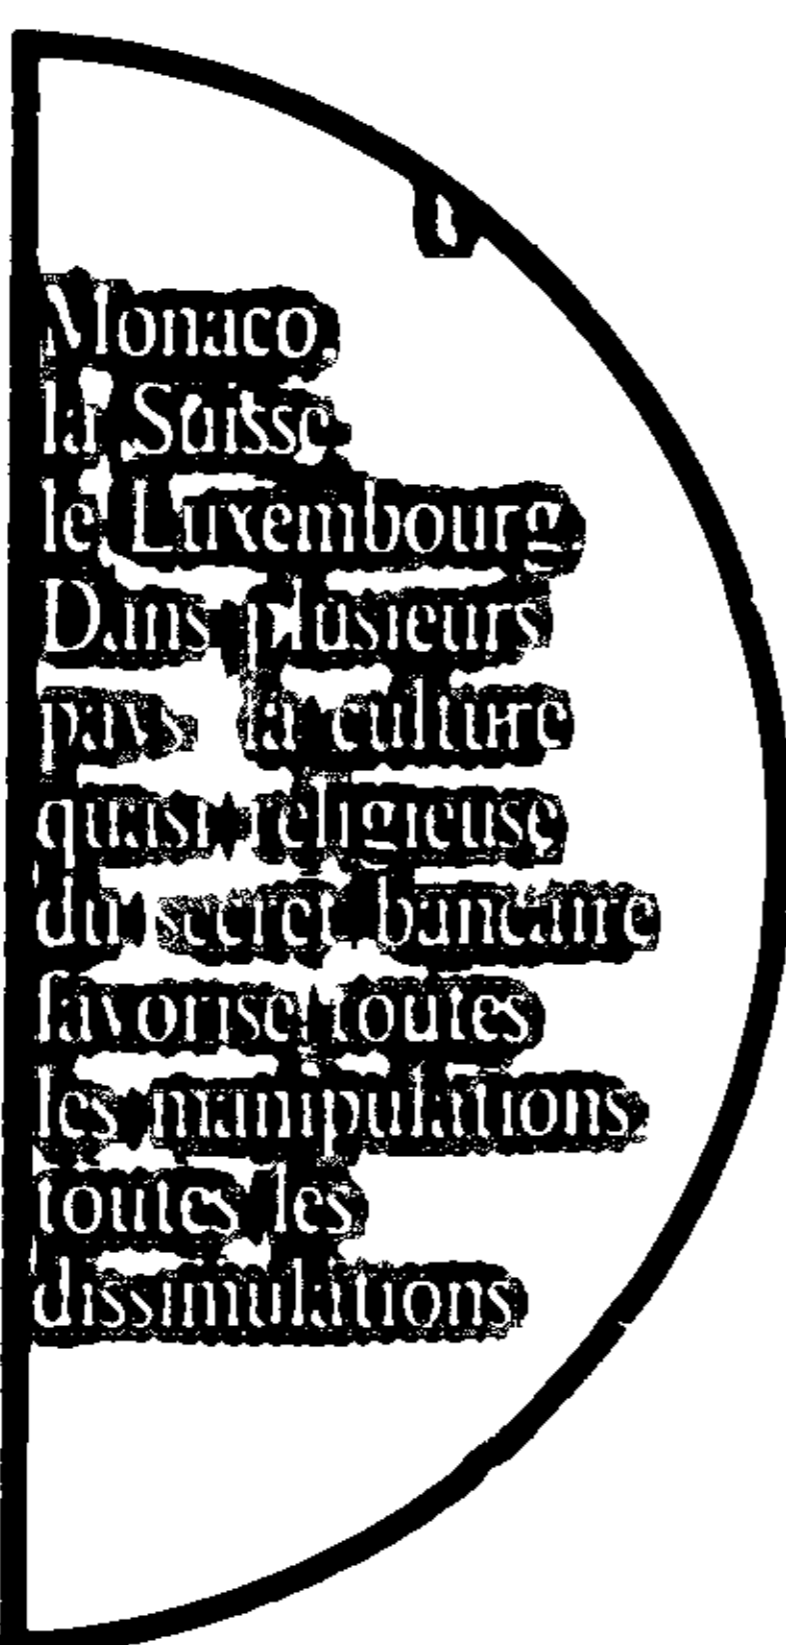 Monaco,
la Suisse
le Luxembourg.
Dans plusieurs
pays la culture
quasi religieuse
du secret bancaire
favorise toutes
les manipulations
toutes les
dissimulations